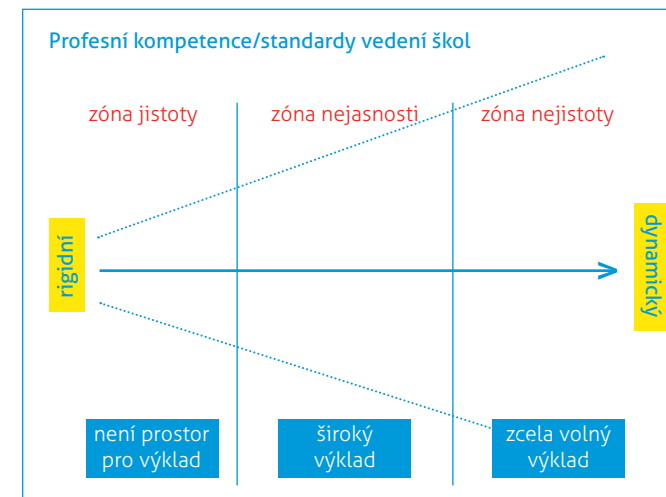 Profesní kompetence/standardy vedení škol
zóna jistoty
zóna nejasnosti
zóna nejistoty
rigidní
dynamický
není prostor
pro výklad
široký
výklad
zcela volný
výklad